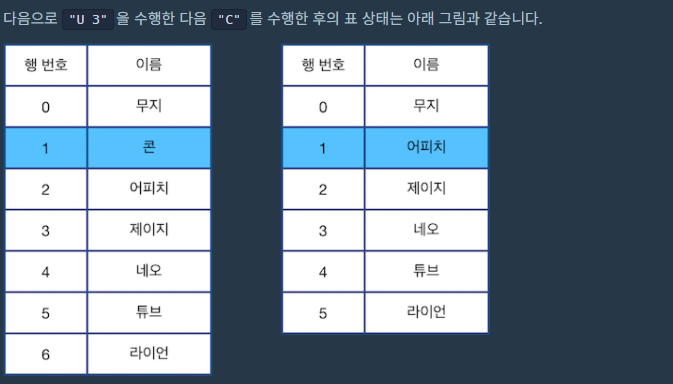 다음으로 "U 3" 을 수행한 다음 "C" 를 수행한 후의 표 상태는 아래 그림과 같습니다.
행 번호 이름
0 무지
1 콘
2 어피치
3 제이지
4 네오
5 튜브
6 라이언
행 번호 이름
0 무지
1 어피치
2 제이지
3 네오
4 튜브
5 라이언